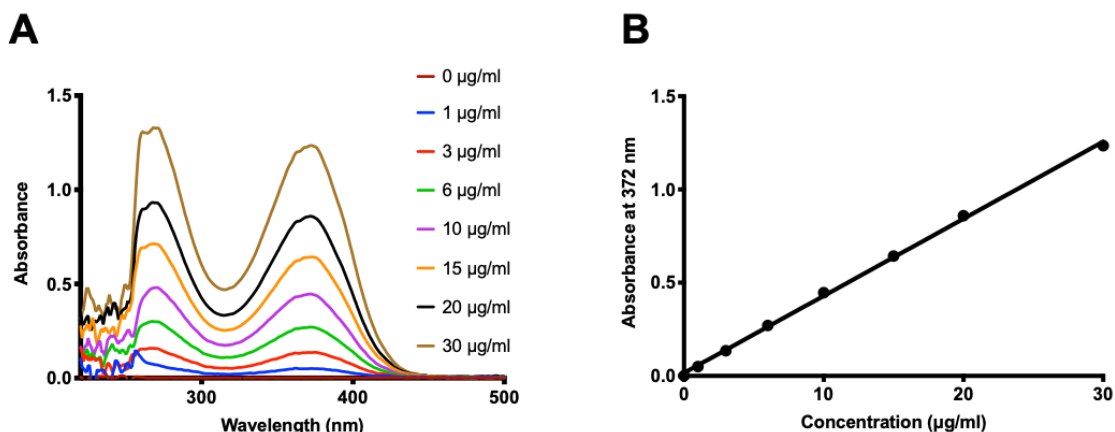 A
0 µg/ml
1 µg/ml
3 µg/ml
6 µg/ml
10 µg/ml
15 µg/ml
20 µg/ml
30 µg/ml
1.5
1.0
0.5
0.0
Absorbance
300
400
500
Wavelength (nm)
B
1.5
1.0
0.5
0.0
Absorbance at 372 nm
0
10
20
30
Concentration (µg/ml)